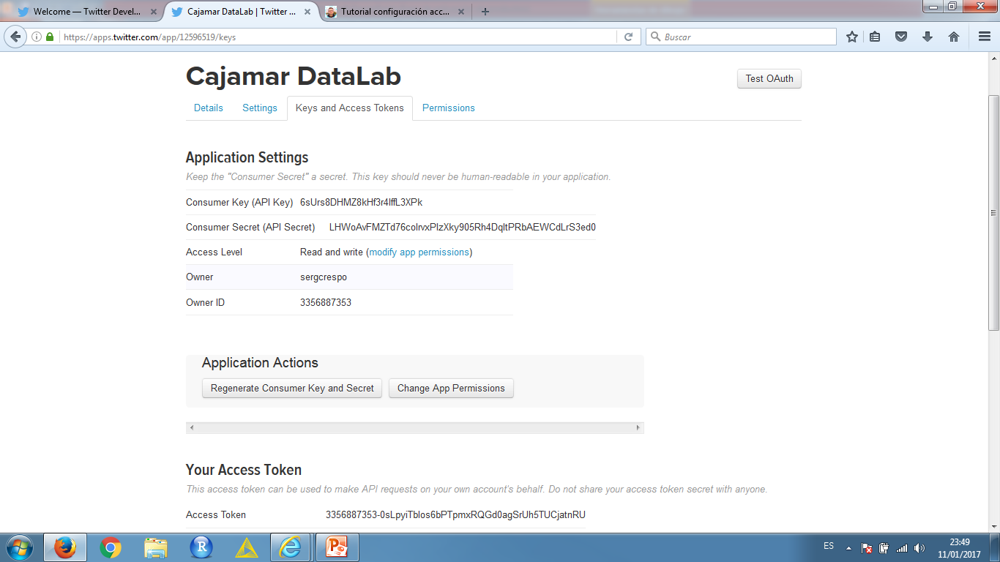 Welcome — Twitter Devel...
Cajamar DataLab | Twitter ...
Tutorial configuración acc...
https://apps.twitter.com/app/12596519/keys
Buscar
Cajamar DataLab
Test OAuth
Details
Settings
Keys and Access Tokens
Permissions
Application Settings
Keep the "Consumer Secret" a secret. This key should never be human-readable in your application.
Consumer Key (API Key)
Consumer Secret (API Secret)
Access Level Read and write (modify app permissions)
Owner sergcrespo
Owner ID 3356887353
Application Actions
Regenerate Consumer Key and Secret
Change App Permissions
Your Access Token
This access token can be used to make API requests on your own account's behalf. Do not share your access token secret with anyone.
Access Token
ES
23:49
11/01/2017